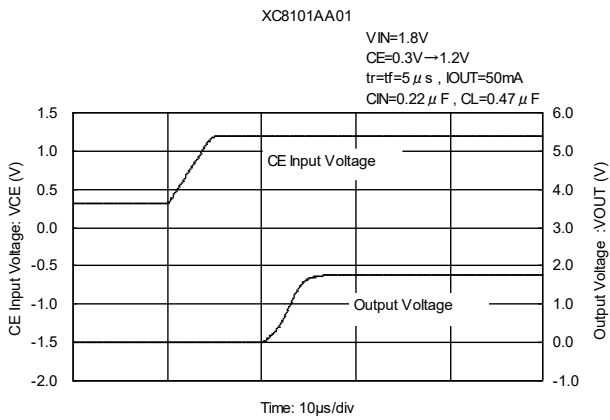 XC8101AA01
VIN=1.8V
CE=0.3V→1.2V
tr=tf=5μs , IOUT=50mA
CIN=0.22μF , CL=0.47μF
CE Input Voltage: VCE (V)
1.5
1.0
0.5
0.0
-0.5
-1.0
-1.5
-2.0
CE Input Voltage
Output Voltage
6.0
5.0
4.0
3.0
2.0
1.0
0.0
-1.0
Output Voltage :VOUT (V)
Time: 10μs/div